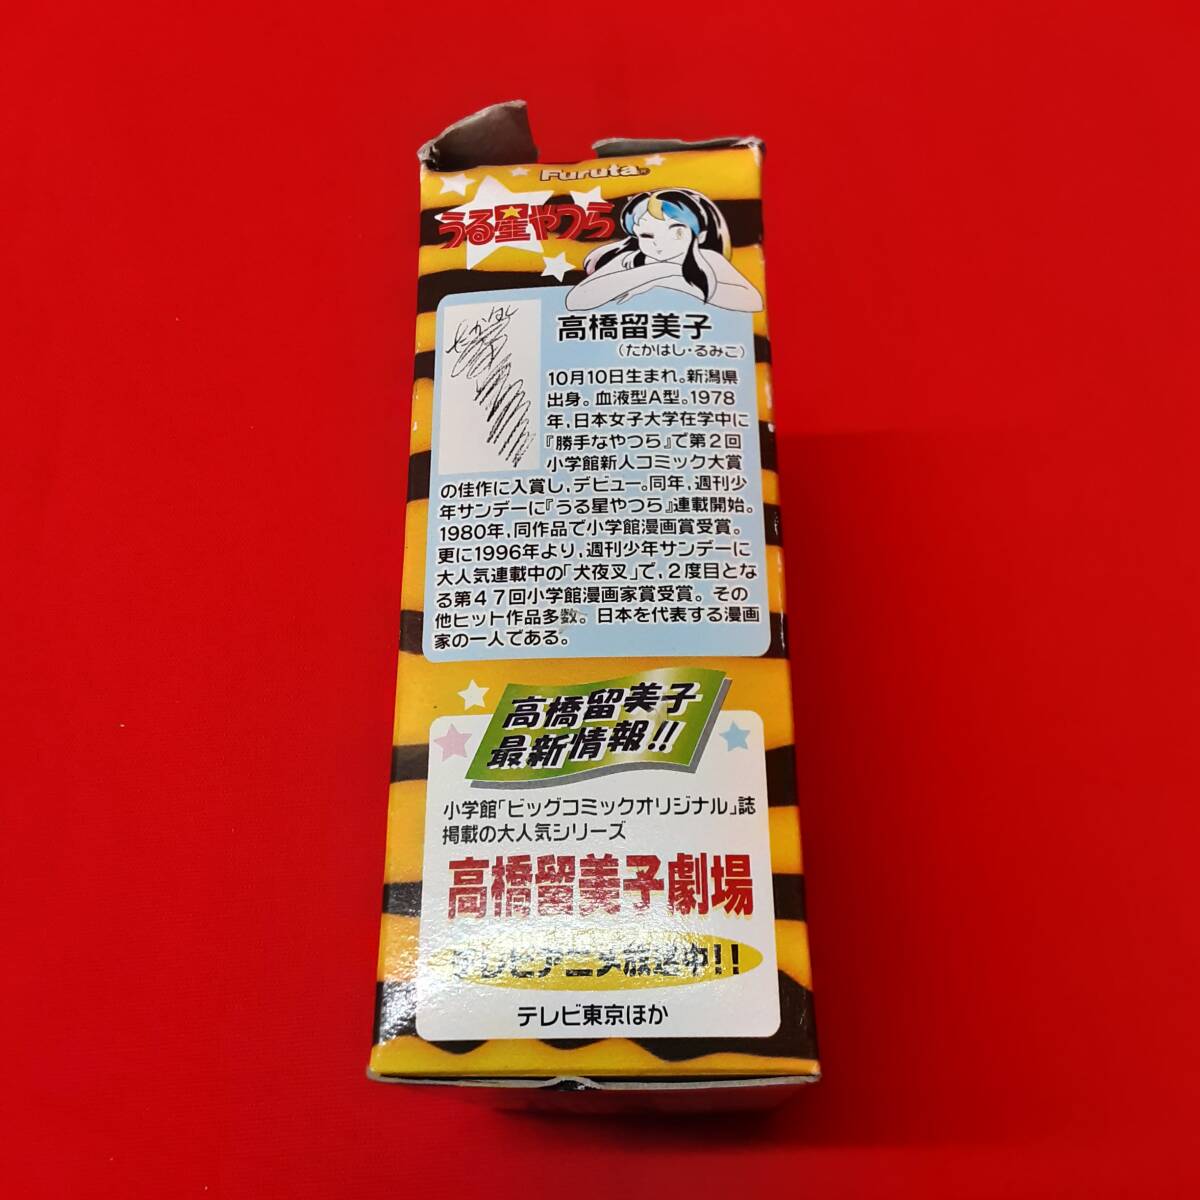 Furuta
うる星やつら
高橋留美子
(たかはし・るみこ)
10月10日生まれ。新潟県
出身。血液型A型。1978
年,日本女子大学在学中に
『勝手なやつら』で第2回
小学館新人コミック大賞
の佳作に入賞し,デビュー。同年,週刊少
年サンデーに『うる星やつら』連載開始。
1980年,同作品で小学館漫画賞受賞。
更に1996年より,週刊少年サンデーに
大人気連載中の「犬夜叉」で,2度目とな
る第47回小学館漫画家賞受賞。その
他ヒット作品多数。日本を代表する漫画
家の一人である。
高橋留美子
最新情報!!
小学館「ビッグコミックオリジナル」誌
掲載の大人気シリーズ
高橋留美子劇場
テレビアニメ放送中!!
テレビ東京ほか